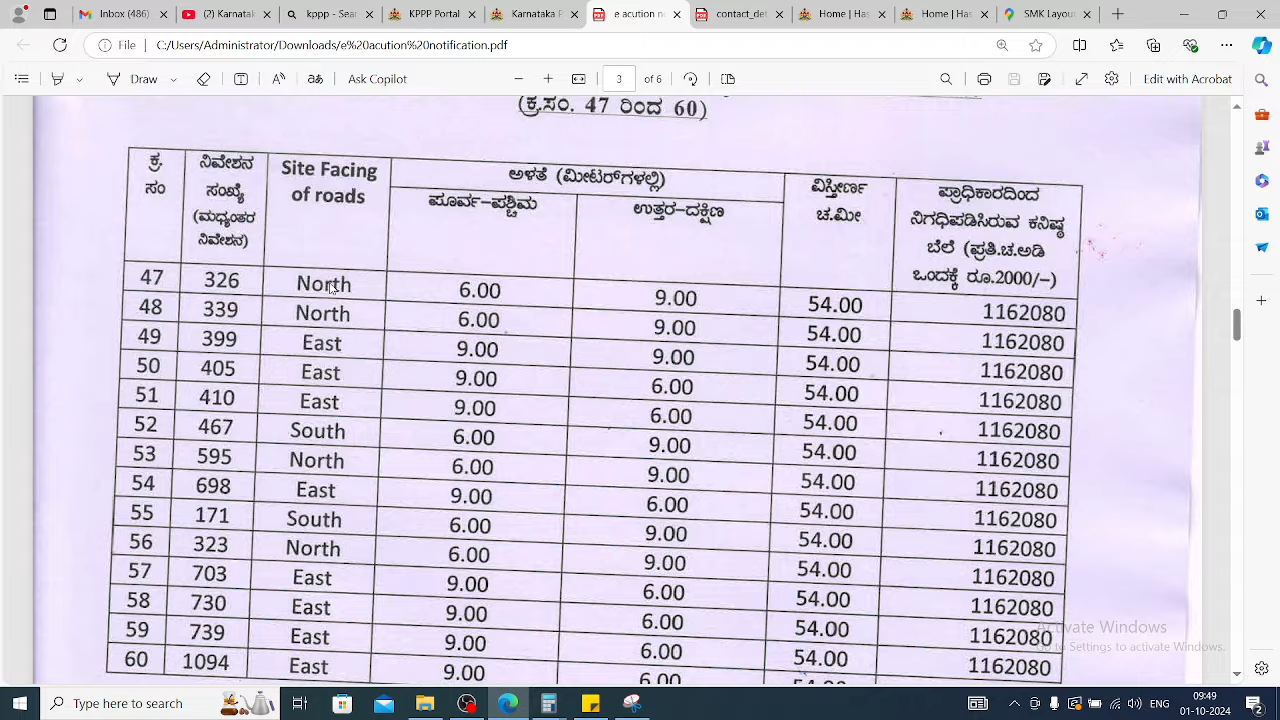 Gmail
Karnatak
KPPP Por
Karnataka P
e acution no
contact_det
Home | Has
Home | Has
SMK Layou
File C:/Users/Administrator/Downloads/e%20acution%20notification.pdf
Draw Ask Copilot 3 of 6 Edit with Acrobat
(ಕ್ರ.ಸಂ. 47 ರಿಂದ 60)
ಕ್ರ. ಸಂ
ನಿವೇಶನ ಸಂಖ್ಯೆ (ಮಧ್ಯಂತರ ನಿವೇಶನ)
Site Facing of roads
ಅಳತೆ (ಮೀಟರ್‌ಗಳಲ್ಲಿ)
ಪೂರ್ವ-ಪಶ್ಚಿಮ
ಉತ್ತರ-ದಕ್ಷಿಣ
ವಿಸ್ತೀರ್ಣ ಚ.ಮೀ
ಪ್ರಾಧಿಕಾರದಿಂದ ನಿಗಧಿಪಡಿಸಿರುವ ಕನಿಷ್ಠ ಬೆಲೆ (ಪ್ರತಿ.ಚ.ಅಡಿ ಒಂದಕ್ಕೆ ರೂ.2000/-)
47 326 North 6.00 9.00 54.00 1162080
48 339 North 6.00 9.00 54.00 1162080
49 399 East 9.00 9.00 54.00 1162080
50 405 East 9.00 6.00 54.00 1162080
51 410 East 9.00 6.00 54.00 1162080
52 467 South 6.00 9.00 54.00 1162080
53 595 North 6.00 9.00 54.00 1162080
54 698 East 9.00 6.00 54.00 1162080
55 171 South 6.00 9.00 54.00 1162080
56 323 North 6.00 9.00 54.00 1162080
57 703 East 9.00 6.00 54.00 1162080
58 730 East 9.00 6.00 54.00 1162080
59 739 East 9.00 6.00 54.00 1162080
60 1094 East 9.00 6.00
Activate Windows
Go to Settings to activate Windows.
Type here to search
ENG
09:49
01-10-2024
2